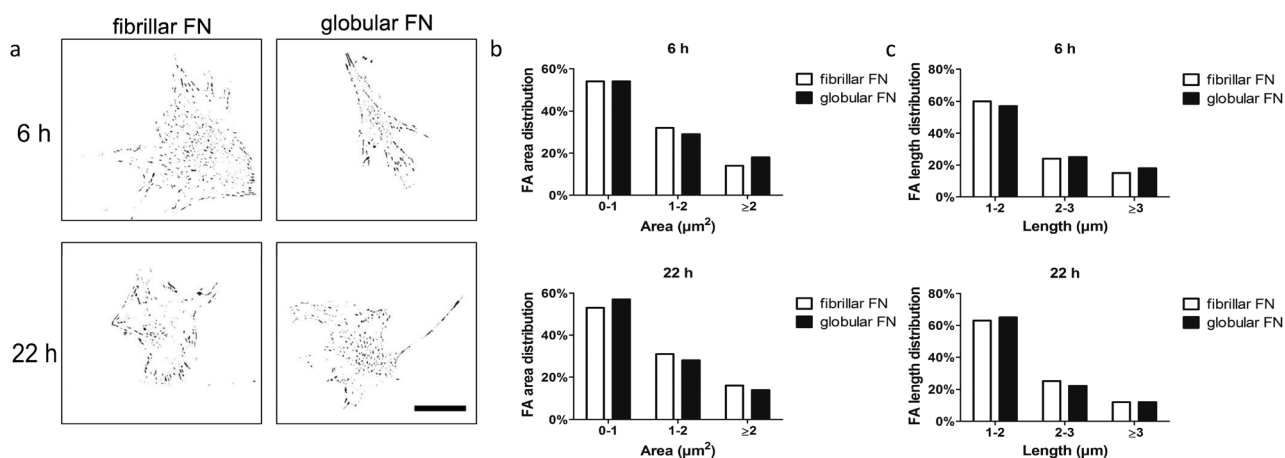 a
fibrillar FN
globular FN
6 h
22 h
b
6 h
FA area distribution
60%
40%
20%
0%
0-1
1-2
≥2
Area (µm²)
fibrillar FN
globular FN
22 h
FA area distribution
60%
40%
20%
0%
0-1
1-2
≥2
Area (µm²)
fibrillar FN
globular FN
c
6 h
FA length distribution
80%
60%
40%
20%
0%
1-2
2-3
≥3
Length (µm)
fibrillar FN
globular FN
22 h
FA length distribution
80%
60%
40%
20%
0%
1-2
2-3
≥3
Length (µm)
fibrillar FN
globular FN